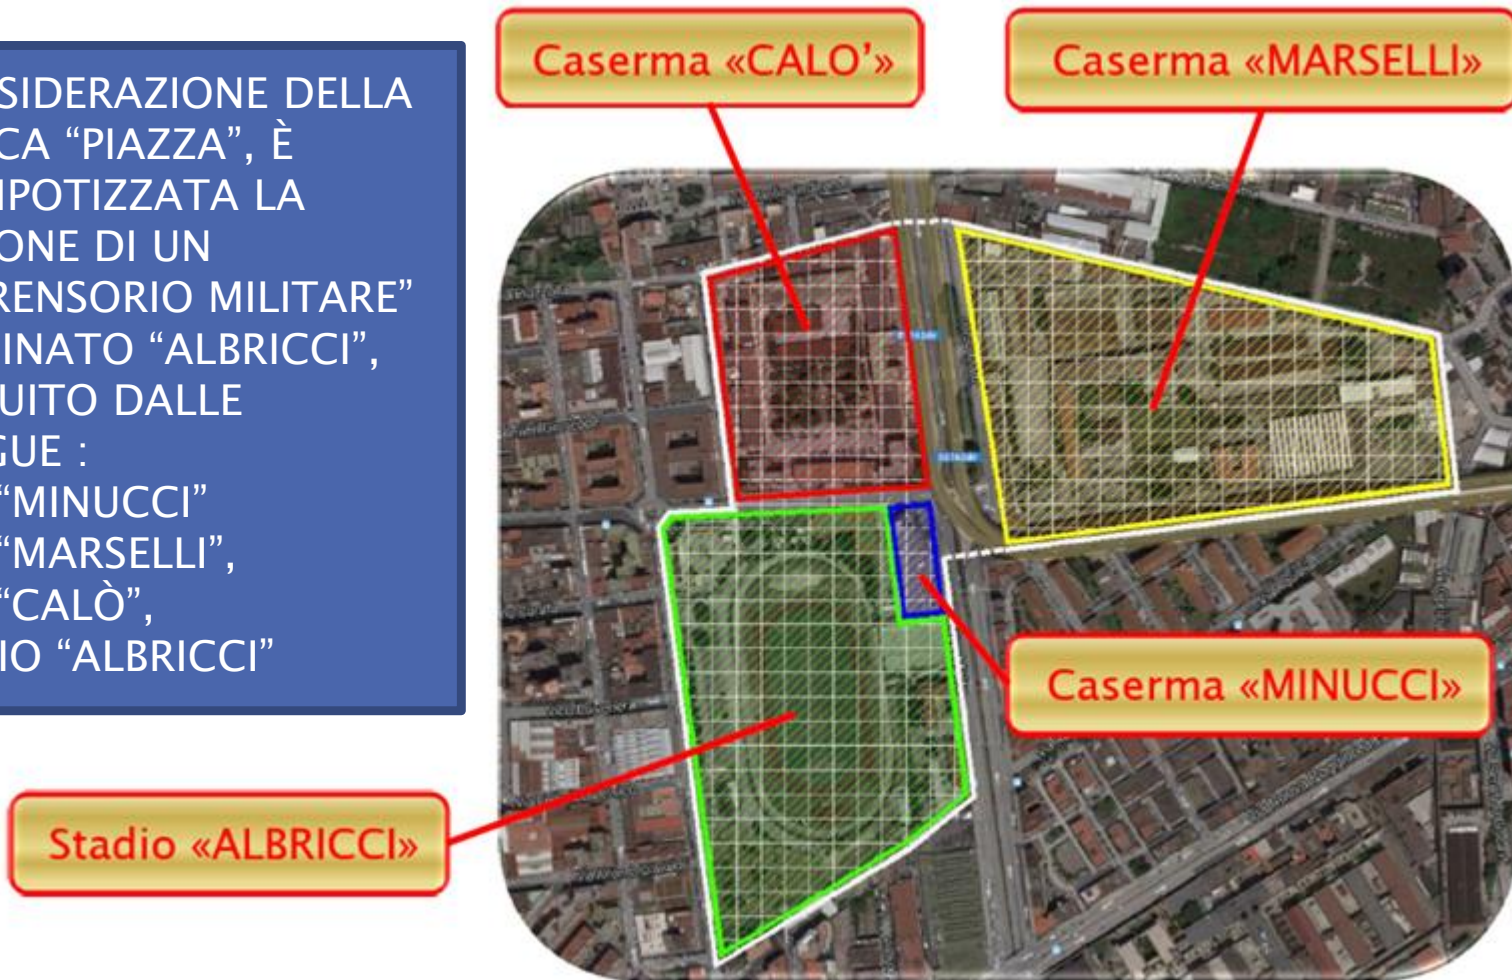 Caserma «CALO’»
Caserma «MARSELLI»
SIDERAZIONE DELLA
CA “PIAZZA”, È
IPOTIZZATA LA
ONE DI UN
RENSORIO MILITARE”
INATO “ALBRICCI”,
UITO DALLE
GUE :
“MINUCCI”
“MARSELLI”,
“CALÒ”,
IO “ALBRICCI”
Caserma «MINUCCI»
Stadio «ALBRICCI»